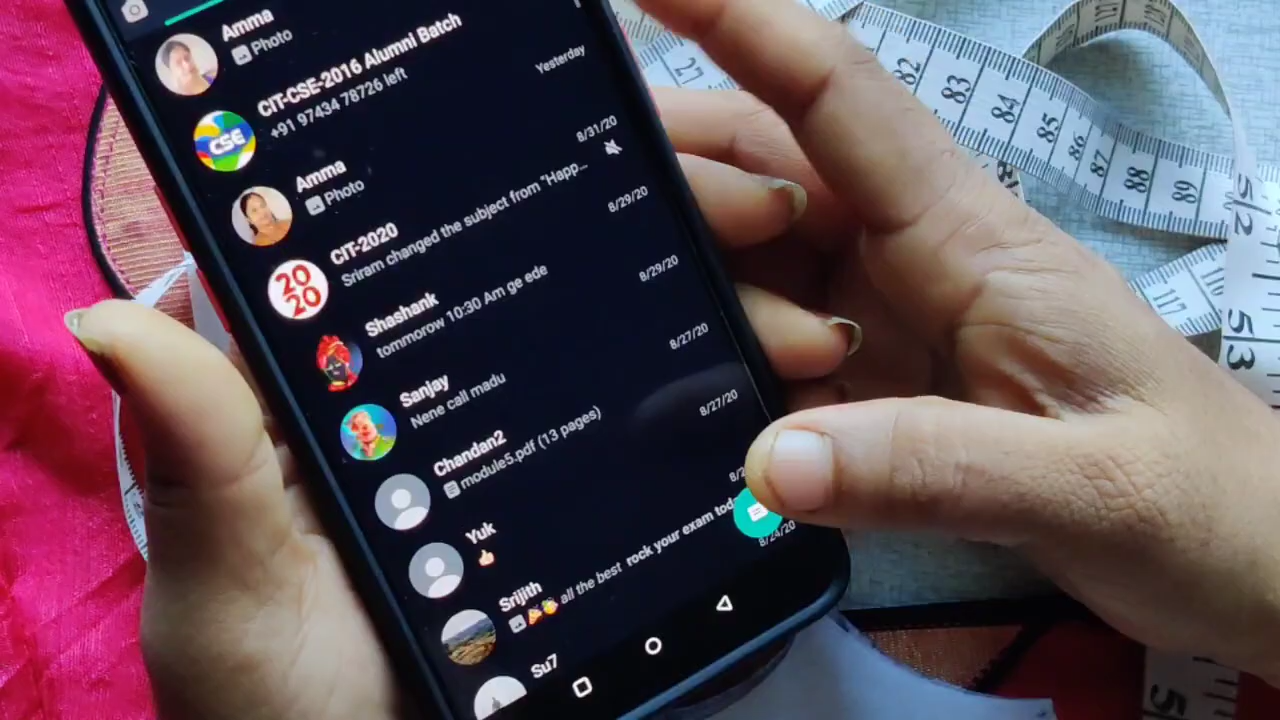 Amma
Photo
CIT-CSE-2016 Alumni Batch
Yesterday
+91 97434 78726 left
CSE
Amma
8/31/20
Photo
CIT-2020
8/29/20
Sriram changed the subject from "Happ...
20
20
Shashank
8/29/20
tommorow 10:30 Am ge ede
Sanjay
8/27/20
Nene call madu
Chandan2
8/27/20
module5.pdf (13 pages)
Yuk
👍
Srijith
8/24/20
🎉🥳 all the best rock your exam
Su7
27
82
83
84
85
86
87
88
89
121
117
52
53